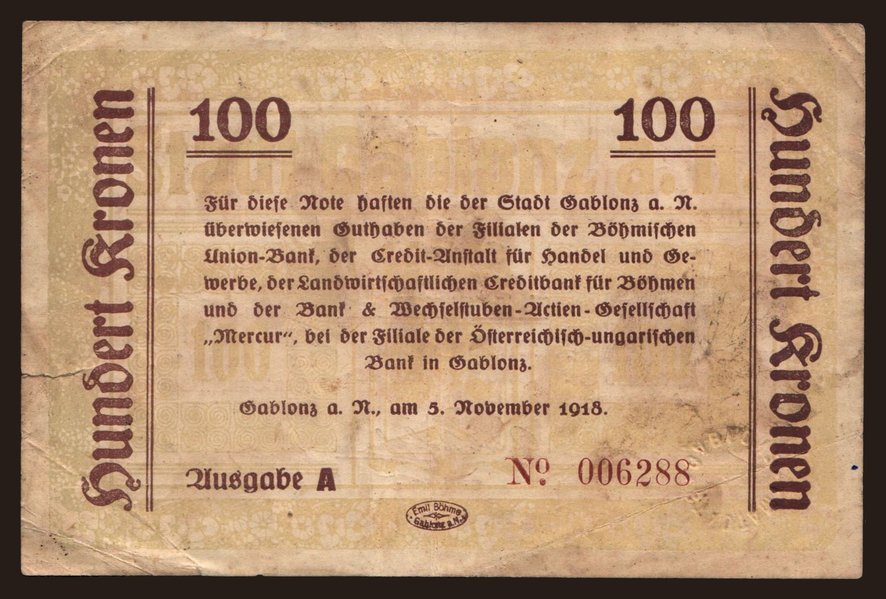 Hundert Kronen
100 100
Für diese Note haften die der Stadt Gablonz a. N.
überwiesenen Guthaben der Filialen der Böhmischen
Union-Bank, der Credit-Anstalt für Handel und Ge-
werbe, der Landwirtschaftlichen Creditbank für Böhmen
und der Bank & Wechselstuben-Actien-Gesellschaft
„Mercur“, bei der Filiale der Österreichisch-ungarischen
Bank in Gablonz.
Gablonz a. N., am 5. November 1918.
Ausgabe A
No. 006288
Emil Böhme
Gablonz a.N.
Hundert Kronen